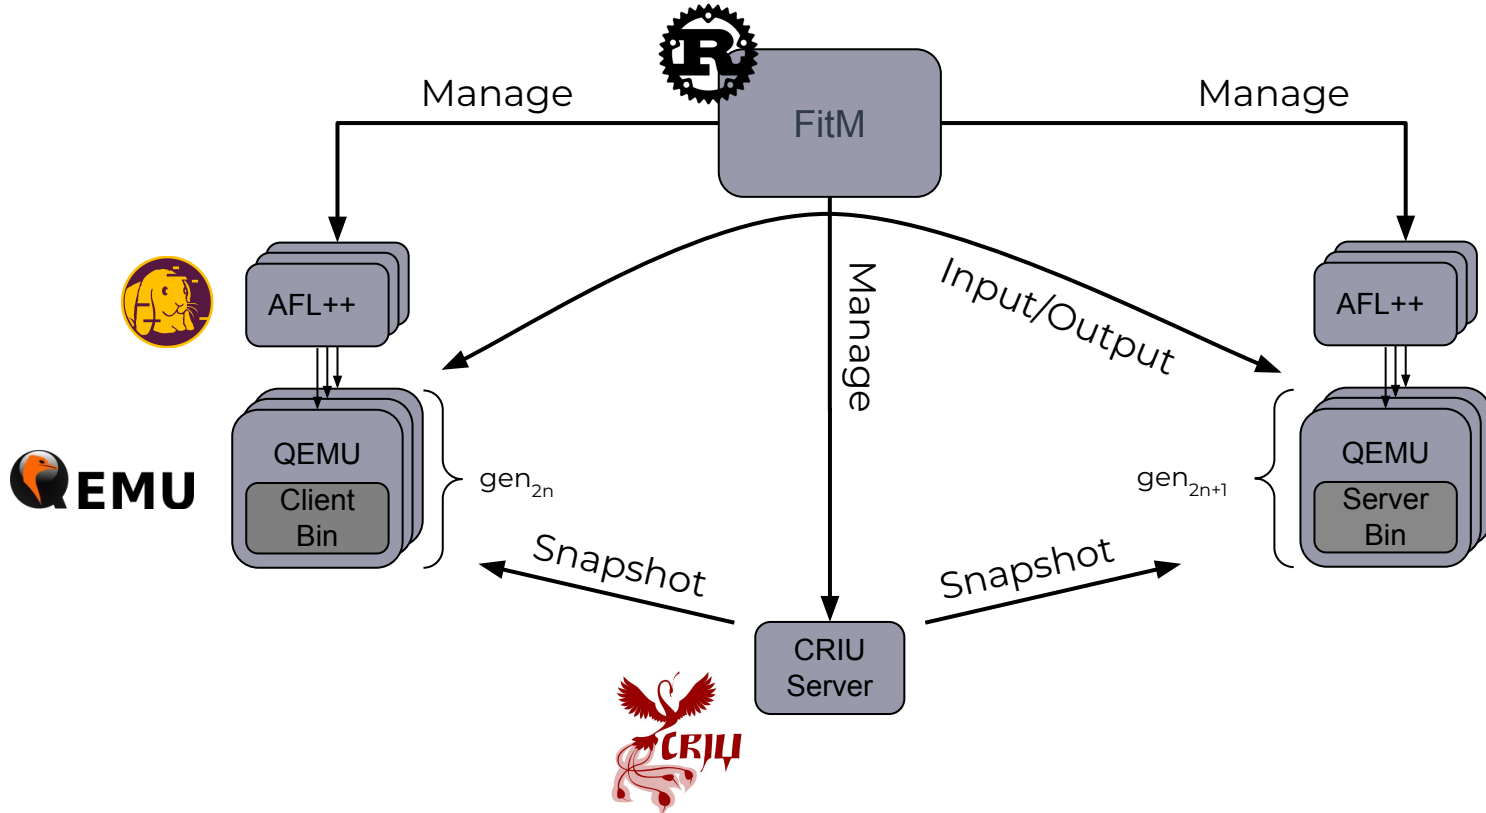 R
Manage
Manage
FitM
AFL++
AFL++
Manage
Input/Output
QEMU
Client
Bin
QEMU
gen2n
gen2n+1
QEMU
Server
Bin
Snapshot
Snapshot
CRIU
Server
CRIU